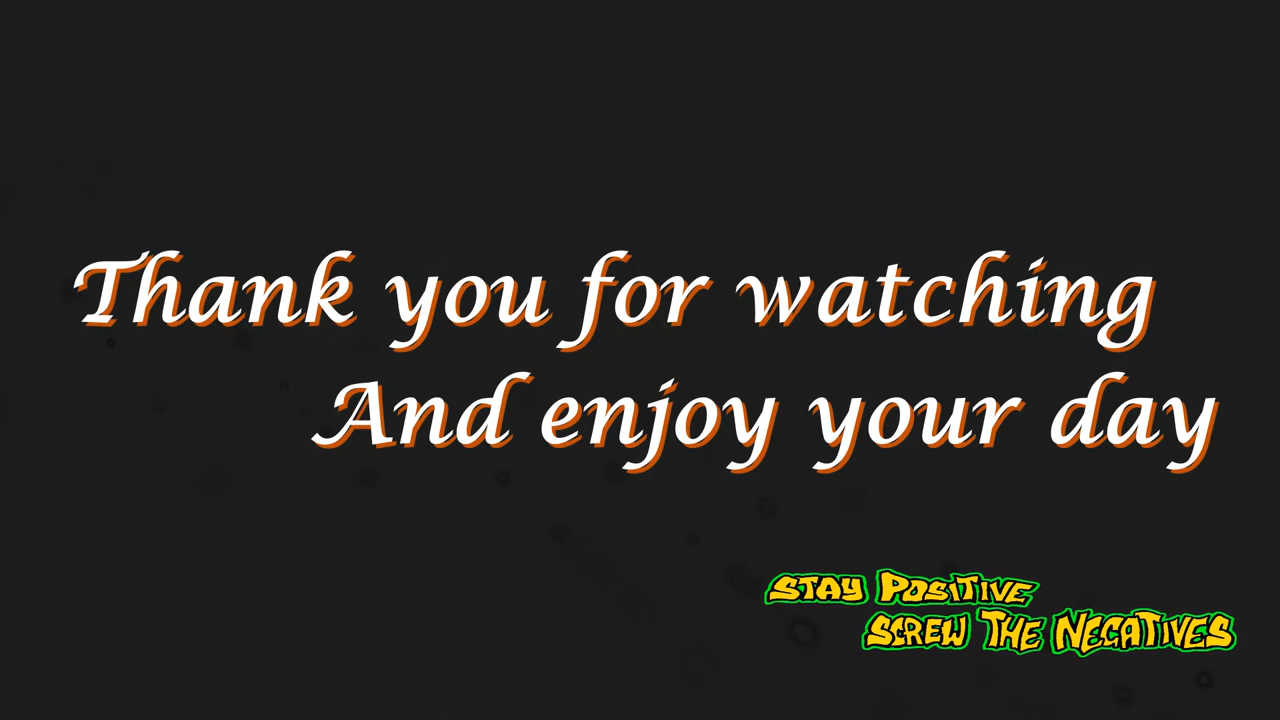 Thank you for watching
And enjoy your day
STAY POSITIVE
SCREW THE NEGATIVES